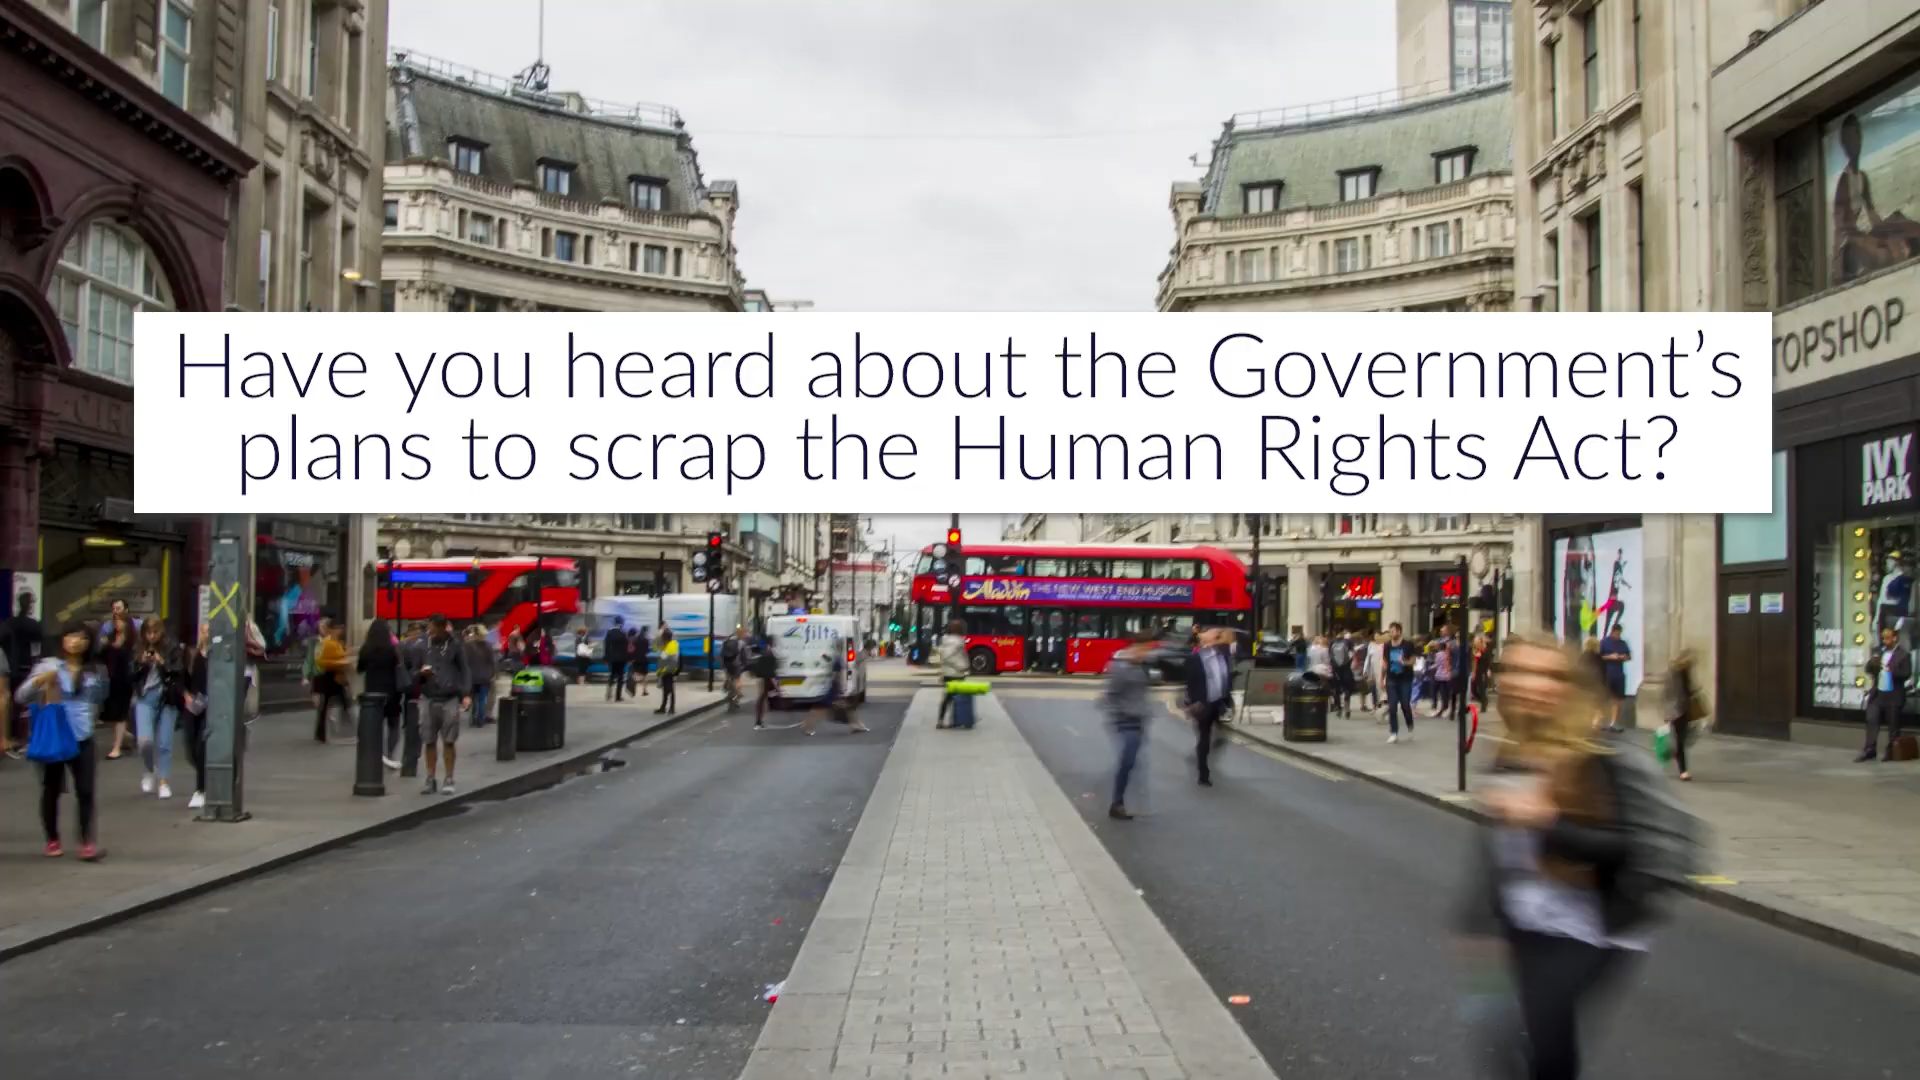 Have you heard about the Government’s
plans to scrap the Human Rights Act?
TOPSHOP
IVY
PARK
Aladdin THE NEW WEST END MUSICAL
filta
H&M